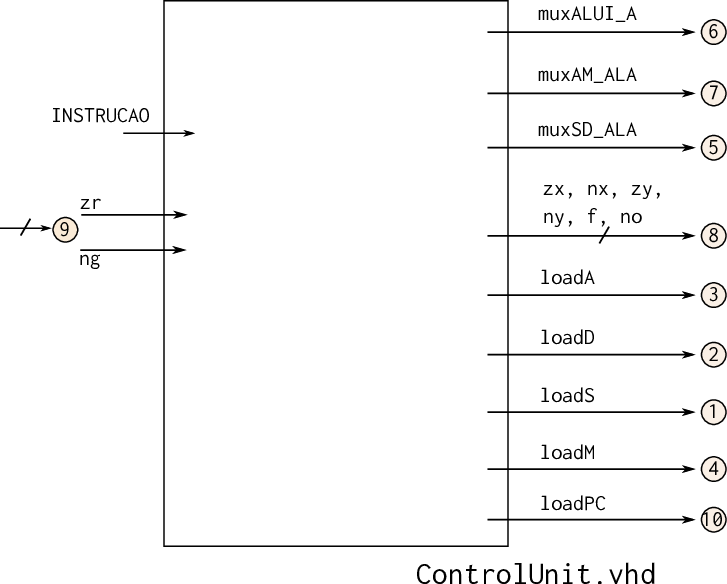 muxALUI_A
6
muxAM_ALA
7
INSTRUCAO
muxSD_ALA
5
zx, nx, zy,
ny, f, no
8
zr
9
ng
loadA
3
loadD
2
loadS
1
loadM
4
loadPC
10
ControlUnit.vhd